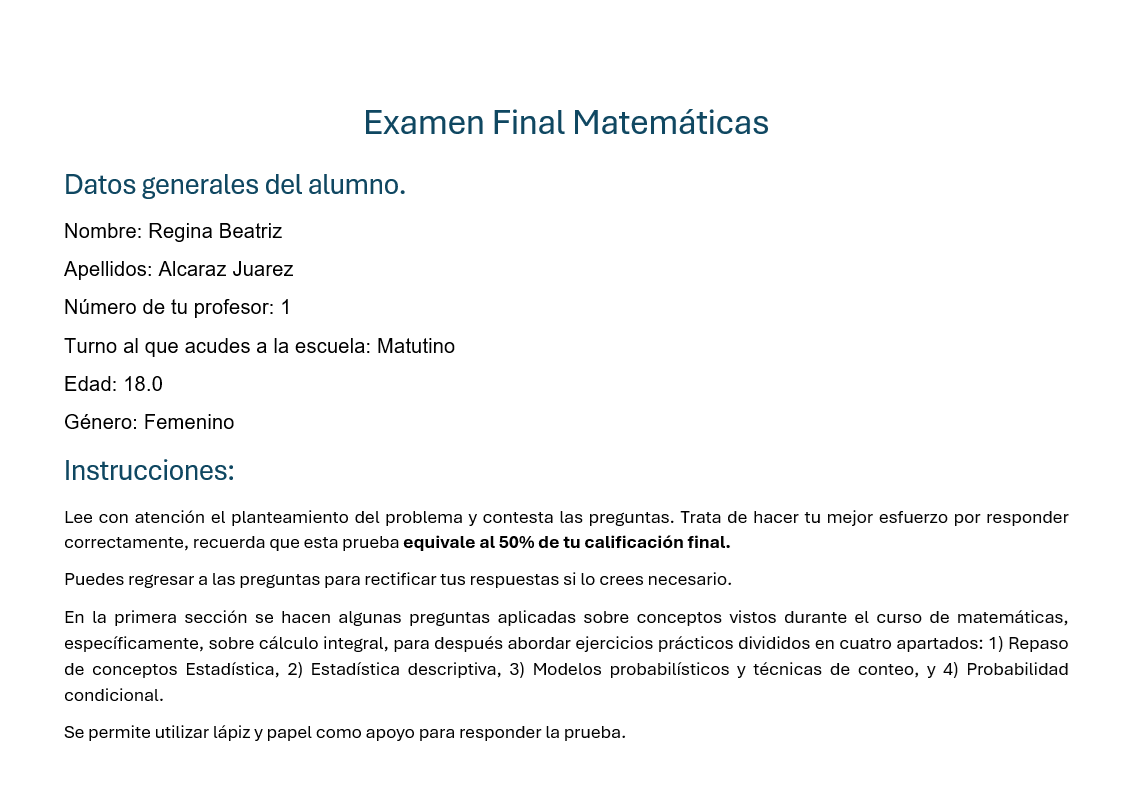 Examen Final Matemáticas
Datos generales del alumno.
Nombre: Regina Beatriz
Apellidos: Alcaraz Juarez
Número de tu profesor: 1
Turno al que acudes a la escuela: Matutino
Edad: 18.0
Género: Femenino
Instrucciones:
Lee con atención el planteamiento del problema y contesta las preguntas. Trata de hacer tu mejor esfuerzo por responder
correctamente, recuerda que esta prueba equivale al 50% de tu calificación final.
Puedes regresar a las preguntas para rectificar tus respuestas si lo crees necesario.
En la primera sección se hacen algunas preguntas aplicadas sobre conceptos vistos durante el curso de matemáticas,
específicamente, sobre cálculo integral, para después abordar ejercicios prácticos divididos en cuatro apartados: 1) Repaso
de conceptos Estadística, 2) Estadística descriptiva, 3) Modelos probabilísticos y técnicas de conteo, y 4) Probabilidad
condicional.
Se permite utilizar lápiz y papel como apoyo para responder la prueba.